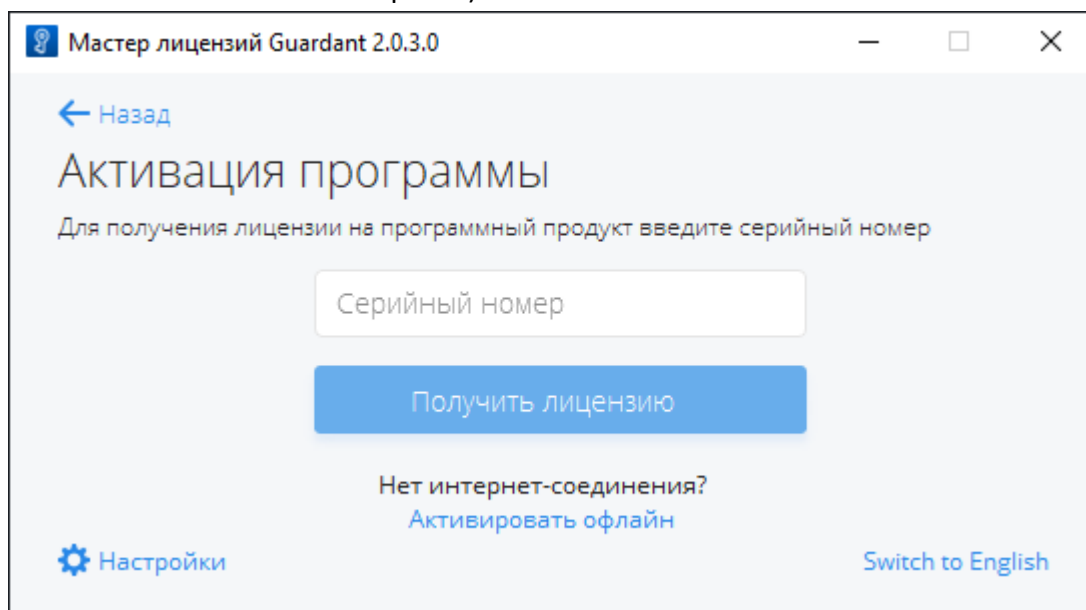 Мастер лицензий Guardant 2.0.3.0
Назад
Активация программы
Для получения лицензии на программный продукт введите серийный номер
Серийный номер
Получить лицензию
Нет интернет-соединения?
Активировать офлайн
Настройки
Switch to English